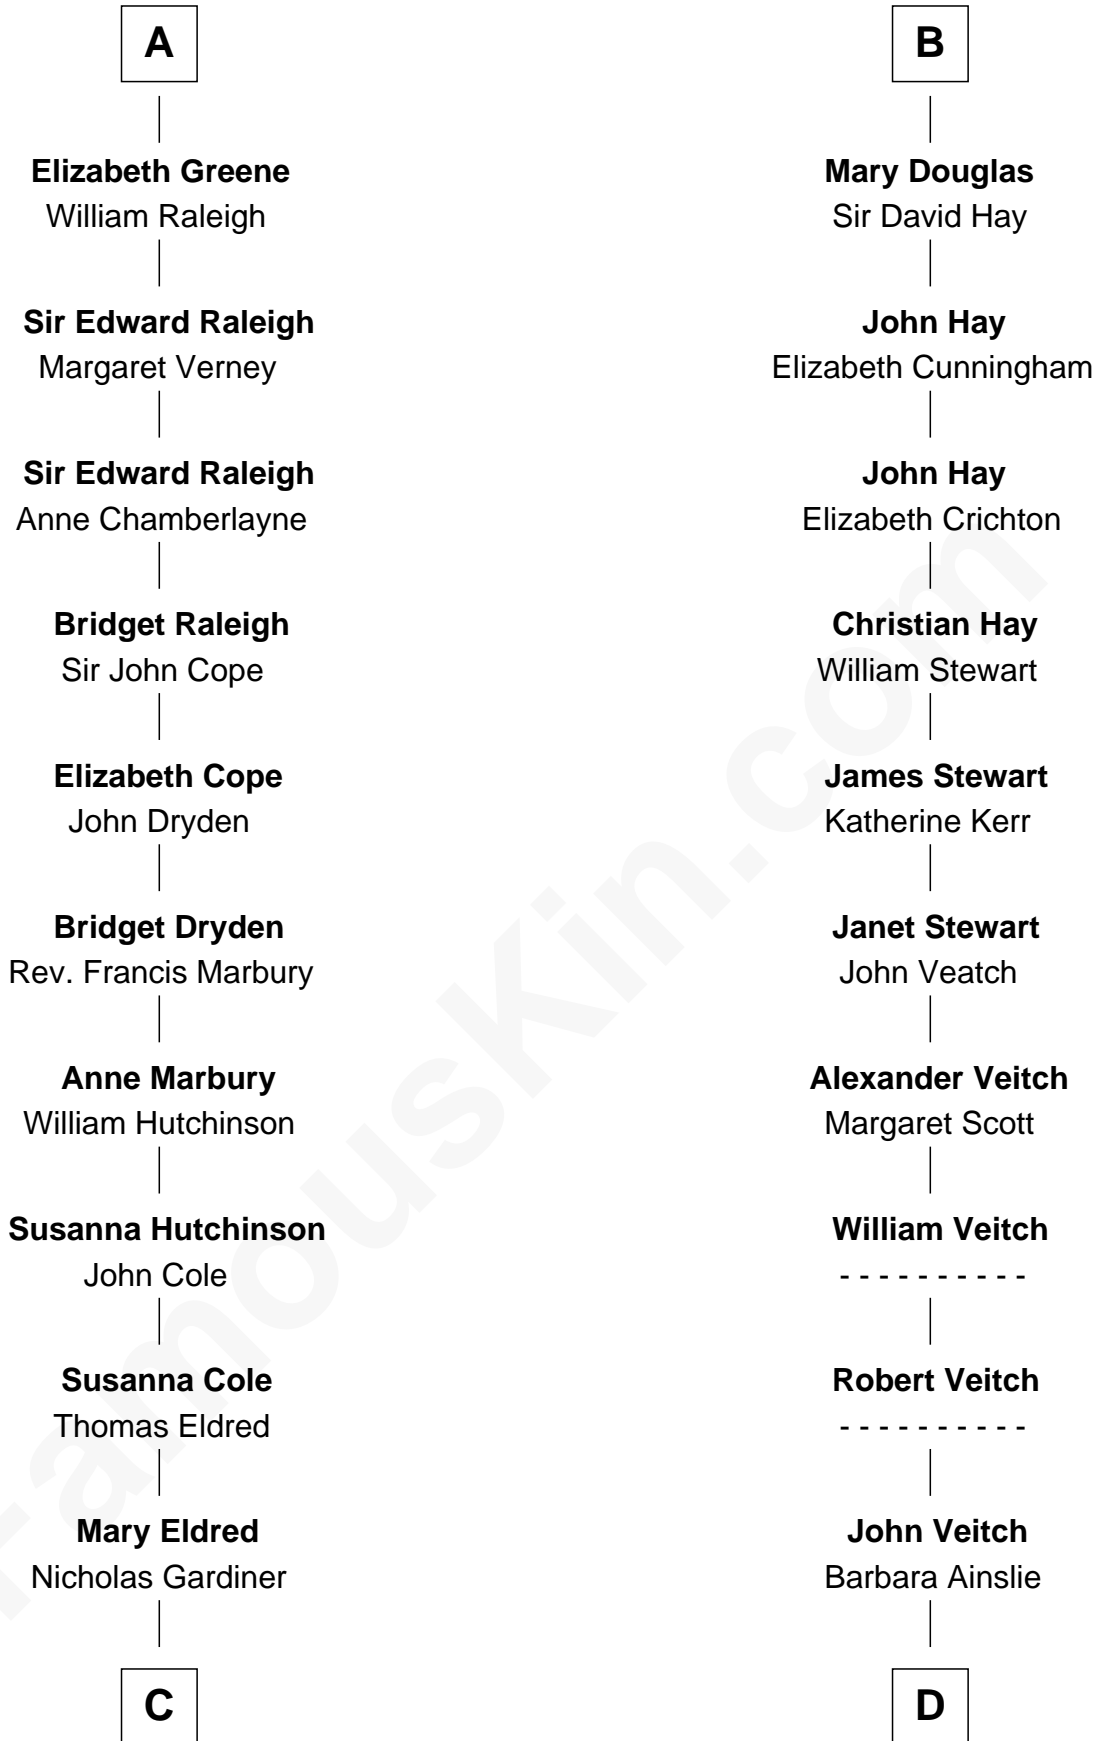 A
Elizabeth Greene
William Raleigh
Sir Edward Raleigh
Margaret Verney
Sir Edward Raleigh
Anne Chamberlayne
Bridget Raleigh
Sir John Cope
Elizabeth Cope
John Dryden
Bridget Dryden
Rev. Francis Marbury
Anne Marbury
William Hutchinson
Susanna Hutchinson
John Cole
Susanna Cole
Thomas Eldred
Mary Eldred
Nicholas Gardiner
C
B
Mary Douglas
Sir David Hay
John Hay
Elizabeth Cunningham
John Hay
Elizabeth Crichton
Christian Hay
William Stewart
James Stewart
Katherine Kerr
Janet Stewart
John Veatch
Alexander Veitch
Margaret Scott
William Veitch
- - - - - - - - - -
Robert Veitch
- - - - - - - - - -
John Veitch
Barbara Ainslie
D
FamousKin.com